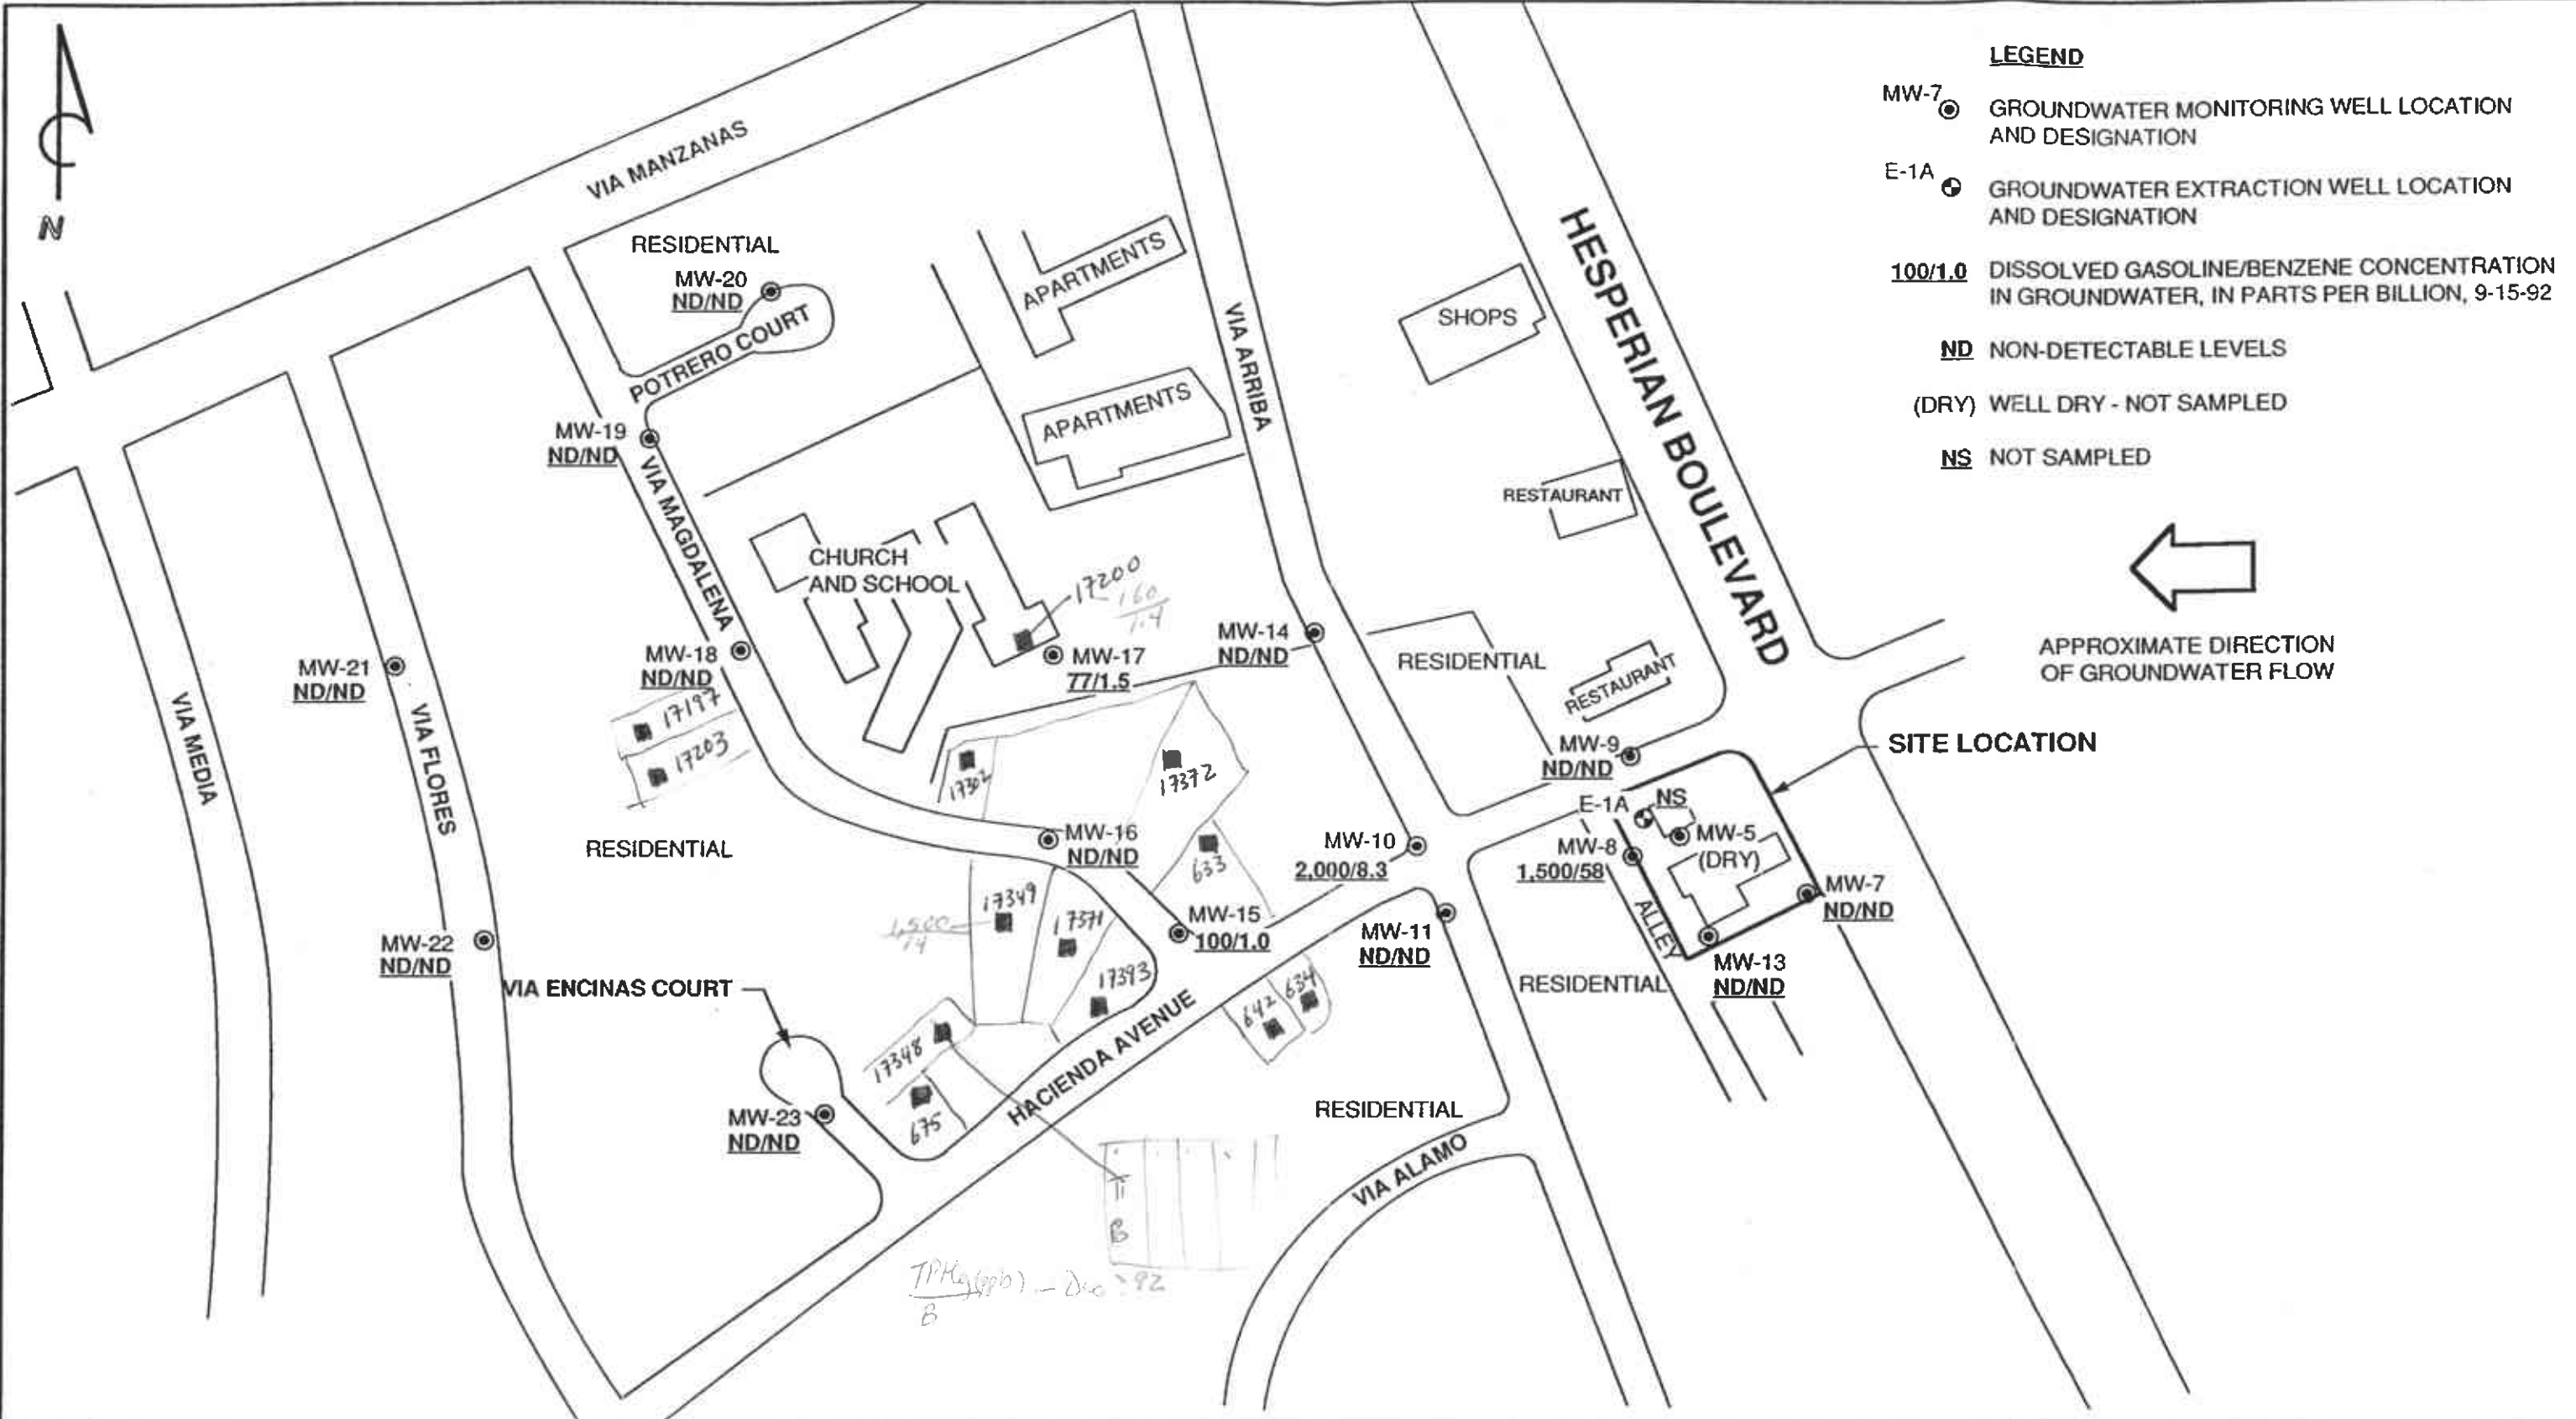 LEGEND
MW-7
GROUNDWATER MONITORING WELL LOCATION
AND DESIGNATION
E-1A
GROUNDWATER EXTRACTION WELL LOCATION
AND DESIGNATION
100/1.0
DISSOLVED GASOLINE/BENZENE CONCENTRATION
IN GROUNDWATER, IN PARTS PER BILLION, 9-15-92
ND NON-DETECTABLE LEVELS
(DRY) WELL DRY - NOT SAMPLED
NS NOT SAMPLED
APPROXIMATE DIRECTION
OF GROUNDWATER FLOW
N
VIA MANZANAS
RESIDENTIAL
MW-20
ND/ND
POTRERO COURT
APARTMENTS
APARTMENTS
VIA ARRIBA
SHOPS
HESPERIAN BOULEVARD
RESTAURANT
MW-19
ND/ND
VIA MAGDALENA
CHURCH
AND SCHOOL
17200
160
1.4
MW-14
ND/ND
MW-17
77/1.5
MW-18
ND/ND
MW-21
ND/ND
VIA MEDIA
VIA FLORES
17197
17203
RESIDENTIAL
RESTAURANT
MW-9
ND/ND
SITE LOCATION
17302
17372
E-1A
NS
MW-5
(DRY)
MW-8
1,500/58
MW-7
ND/ND
ALLEY
MW-13
ND/ND
MW-16
ND/ND
633
MW-10
2,000/8.3
RESIDENTIAL
17349
17371
17393
MW-15
100/1.0
MW-11
ND/ND
RESIDENTIAL
MW-22
ND/ND
VIA ENCINAS COURT
642
634
HACIENDA AVENUE
17348
675
MW-23
ND/ND
RESIDENTIAL
VIA ALAMO
B
TPHg (ppb) - Dec '92
B